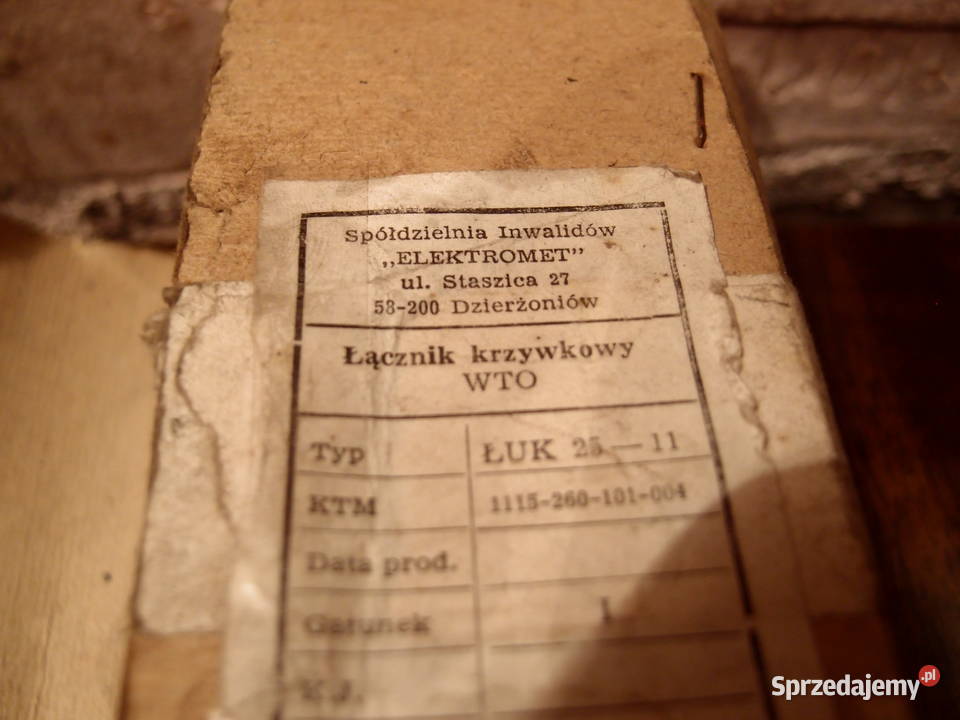 Spółdzielnia Inwalidów
„ELEKTROMET"
ul. Staszica 27
58-200 Dzierżoniów
Łącznik krzywkowy
WTO
Typ ŁUK 25—11
KTM 1115-260-101-004
Data prod.
Gatunek I
K.J.
Sprzedajemy.pl